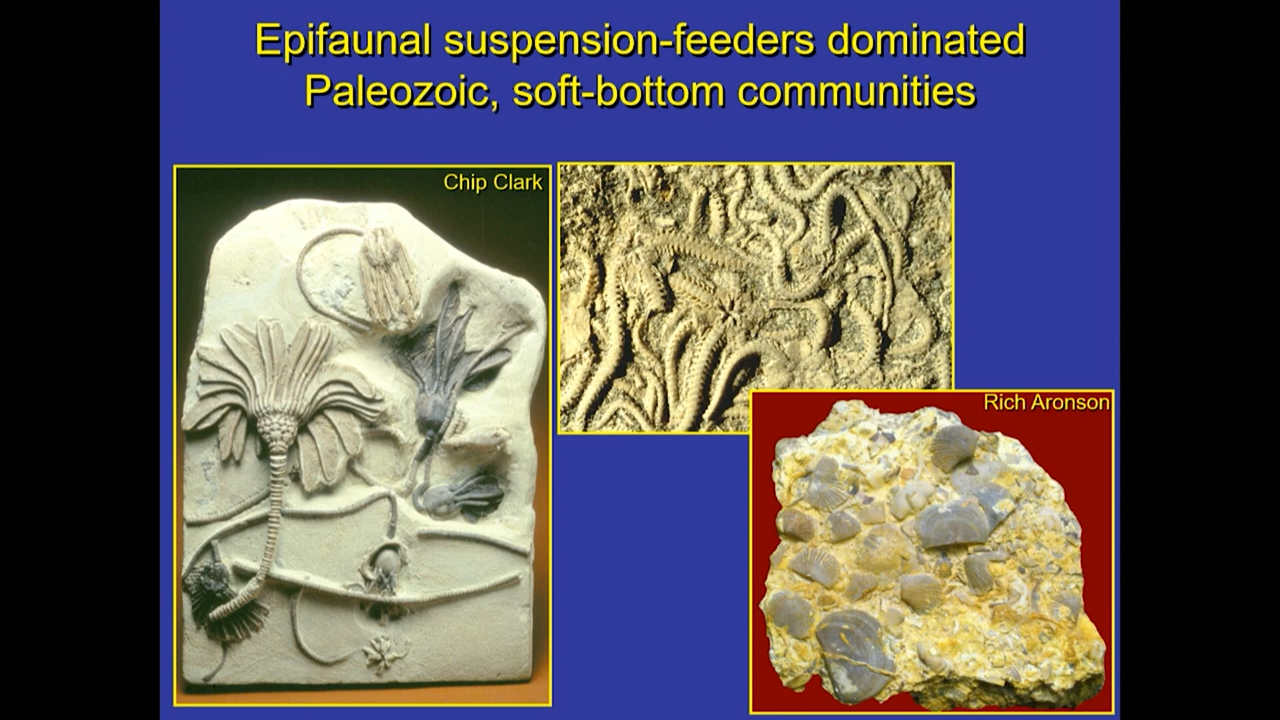 Epifaunal suspension-feeders dominated
Paleozoic, soft-bottom communities
Chip Clark
Rich Aronson